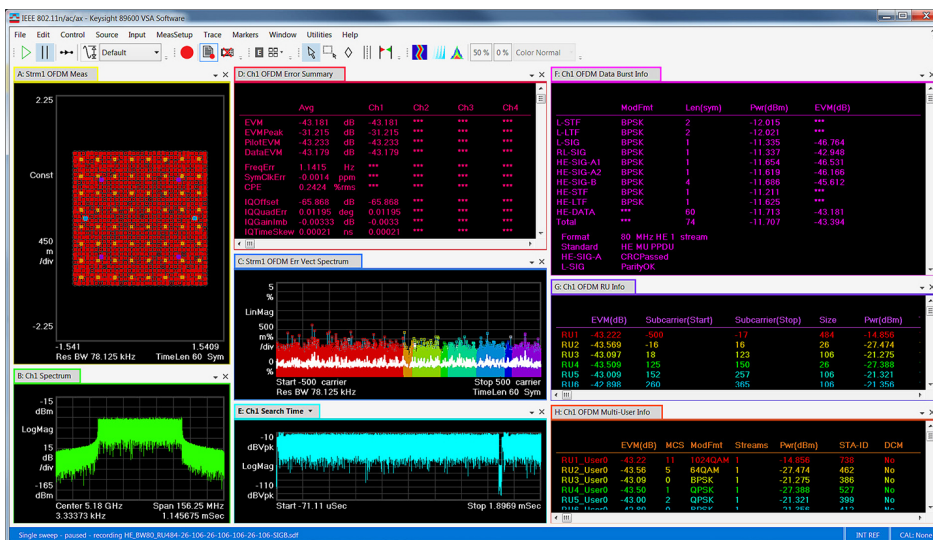 IEEE 802.11n/ac/ax - Keysight 89600 VSA Software
File Edit Control Source Input MeasSetup Trace Markers Window Utilities Help
Default 50 % 0 % Color Normal
A: Strm1 OFDM Meas
2.25
Const
450
m
/div
-2.25
-1.541 1.5409
Res BW 78.125 kHz TimeLen 60 Sym
B: Ch1 Spectrum
-15
dBm
LogMag
15
dB
/div
-165
dBm
Center 5.18 GHz Span 156.25 MHz
3.33373 kHz 1.145675 mSec
D: Ch1 OFDM Error Summary
Avg Ch1 Ch2 Ch3 Ch4
EVM -43.181 dB -43.181 *** *** ***
EVMPeak -31.215 dB -31.215 *** *** ***
PilotEVM -43.233 dB -43.233 *** *** ***
DataEVM -43.179 dB -43.179 *** *** ***
FreqErr 1.1415 Hz *** *** *** ***
SymClkErr -0.0014 ppm *** *** *** ***
CPE 0.2424 %rms *** *** *** ***
IQOffset -65.868 dB -65.868 *** *** ***
IQQuadErr 0.01195 deg 0.01195 *** *** ***
IQGainImb -0.00333 dB -0.0033 *** *** ***
IQTimeSkew 0.00021 ns 0.00021 *** *** ***
C: Strm1 OFDM Err Vect Spectrum
5
%
LinMag
500
m%
/div
0
%
Start -500 carrier Stop 500 carrier
Res BW 78.125 kHz TimeLen 60 Sym
E: Ch1 Search Time
-10
dBVpk
LogMag
-110
dBVpk
Start -71.11 uSec Stop 1.8969 mSec
F: Ch1 OFDM Data Burst Info
ModFmt Len(sym) Pwr(dBm) EVM(dB)
L-STF BPSK 2 -12.015 ***
L-LTF BPSK 2 -12.021 ***
L-SIG BPSK 1 -11.335 -46.764
RL-SIG BPSK 1 -11.337 -42.948
HE-SIG-A1 BPSK 1 -11.654 -46.531
HE-SIG-A2 BPSK 1 -11.619 -46.166
HE-SIG-B BPSK 4 -11.686 -45.612
HE-STF BPSK 1 -11.211 ***
HE-LTF BPSK 1 -11.625 ***
HE-DATA *** 60 -11.713 -43.181
Total *** 74 -11.707 -43.394
Format 80 MHz HE 1 stream
Standard HE MU PPDU
HE-SIG-A CRCPassed
L-SIG ParityOK
G: Ch1 OFDM RU Info
EVM(dB) Subcarrier(Start) Subcarrier(Stop) Size Pwr(dBm)
RU1 -43.222 -500 -17 484 -14.856
RU2 -43.569 -16 16 26 -27.474
RU3 -43.097 18 123 106 -21.275
RU4 -43.509 125 150 26 -27.388
RU5 -43.009 152 257 106 -21.321
RU6 -42.898 260 365 106 -21.356
H: Ch1 OFDM Multi-User Info
EVM(dB) MCS ModFmt Streams Pwr(dBm) STA-ID DCM
RU1_User0 -43.22 11 1024QAM 1 -14.856 738 No
RU2_User0 -43.56 5 64QAM 1 -27.474 462 No
RU3_User0 -43.09 0 BPSK 1 -21.275 386 No
RU4_User0 -43.50 1 QPSK 1 -27.388 527 No
RU5_User0 -43.00 2 QPSK 1 -21.321 399 No
RU6_User0 -42.89 0 BPSK 1 -21.356 412 No
Single sweep - paused - recording HE_BW80_RU484-26-106-26-106-106-26-106-SIGB.sdf INT REF CAL: None